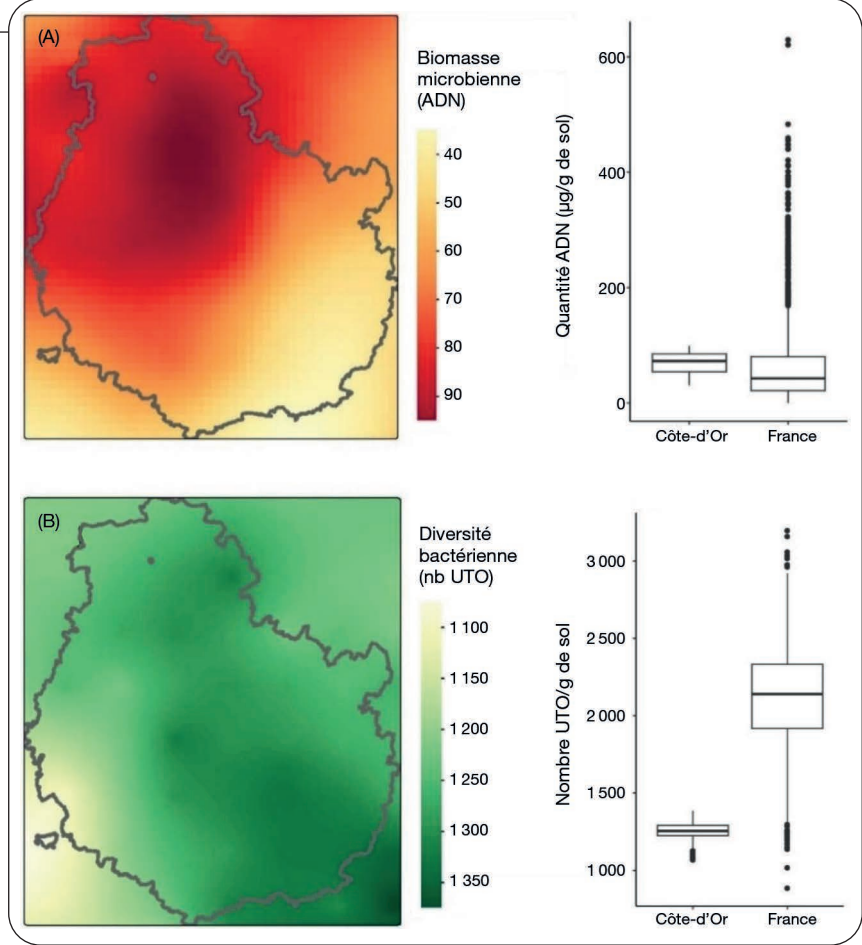 (A)
Biomasse
microbienne
(ADN)
40
50
60
70
80
90
Quantité ADN (µg/g de sol)
600
400
200
0
Côte-d'Or
France
(B)
Diversité
bactérienne
(nb UTO)
1 100
1 150
1 200
1 250
1 300
1 350
Nombre UTO/g de sol
3 000
2 500
2 000
1 500
1 000
Côte-d'Or
France